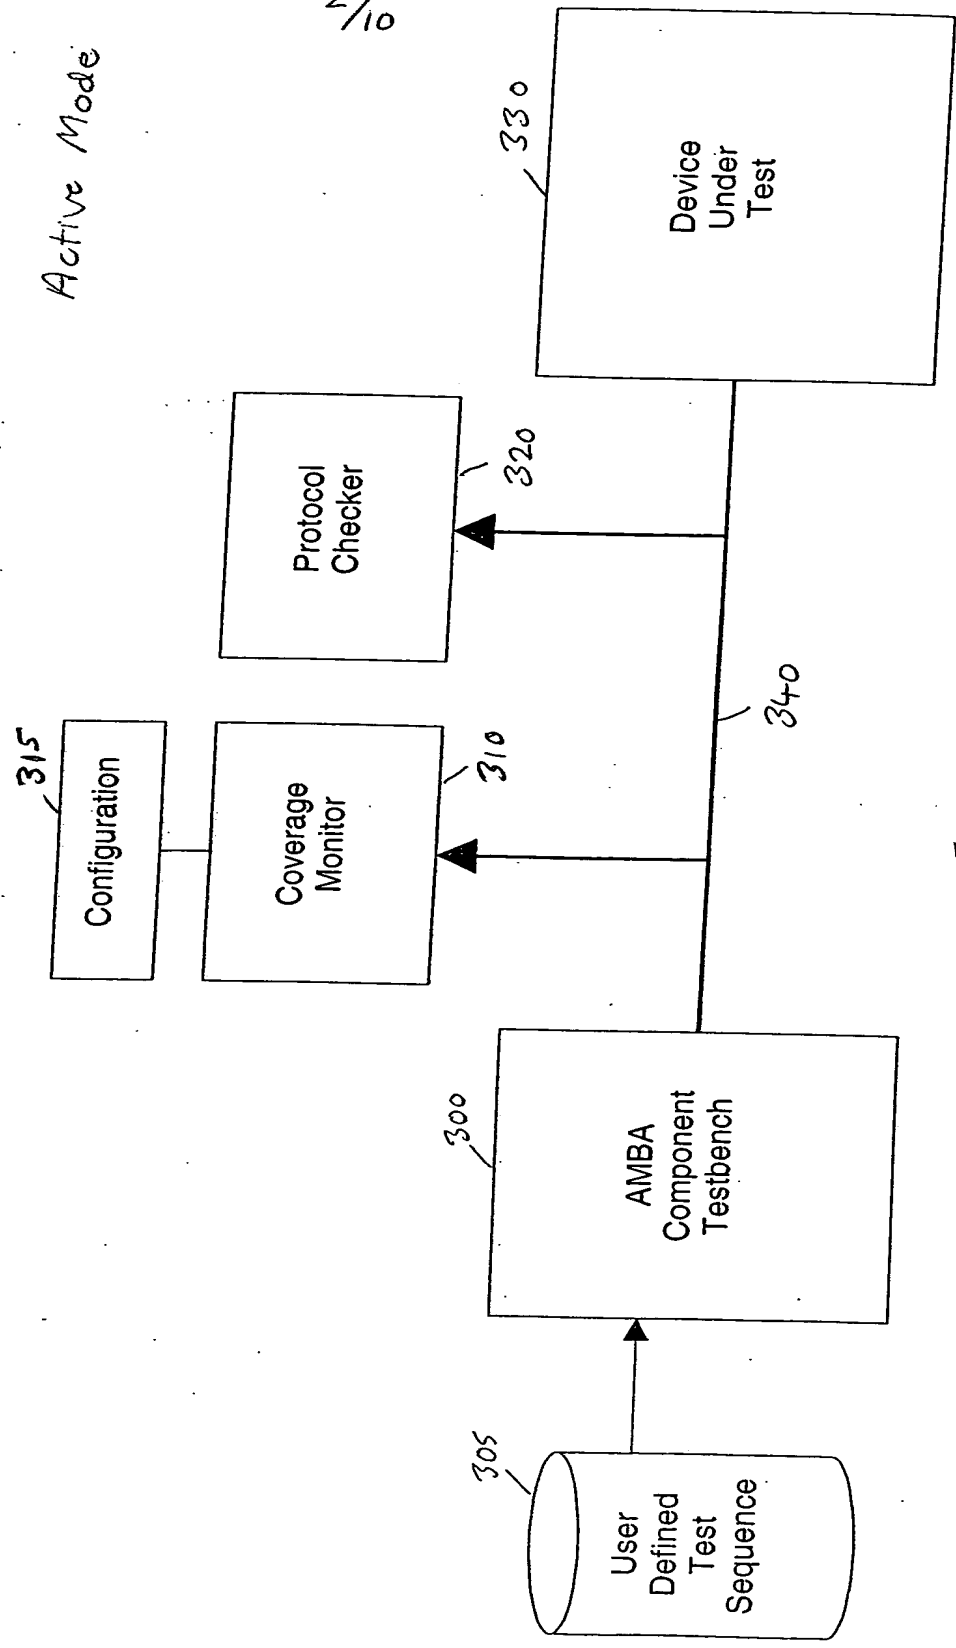 2/10
Active Mode
315
Configuration
Coverage
Monitor
310
Protocol
Checker
320
330
Device
Under
Test
340
300
AMBA
Component
Testbench
305
User
Defined
Test
Sequence